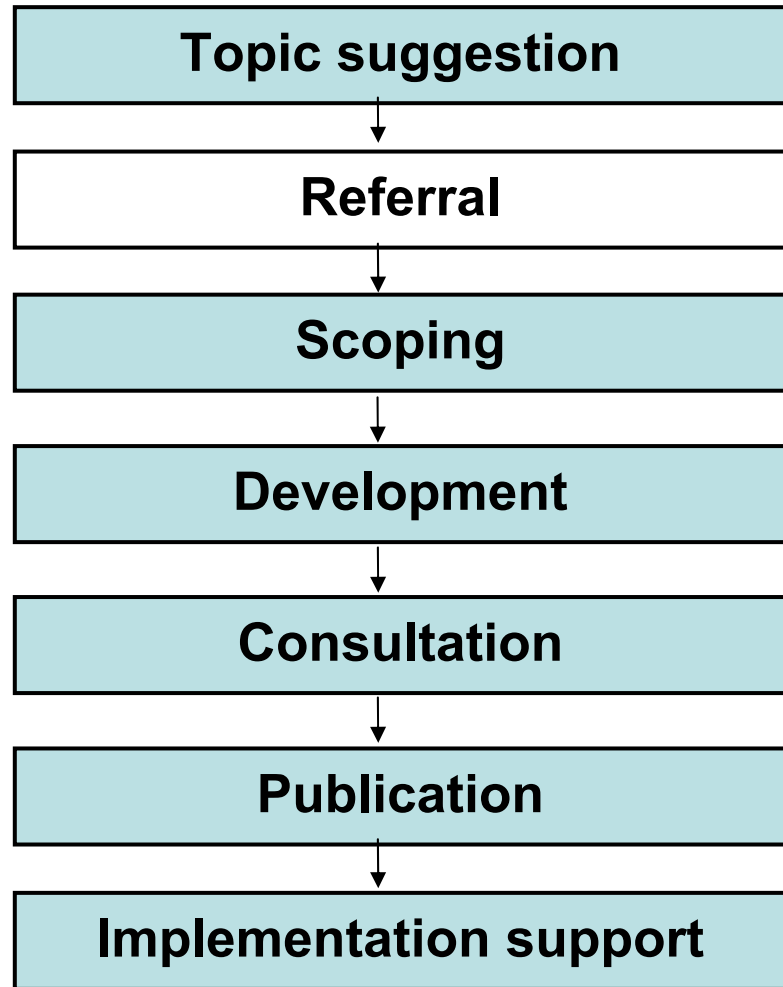 Topic suggestion
Referral
Scoping
Development
Consultation
Publication
Implementation support